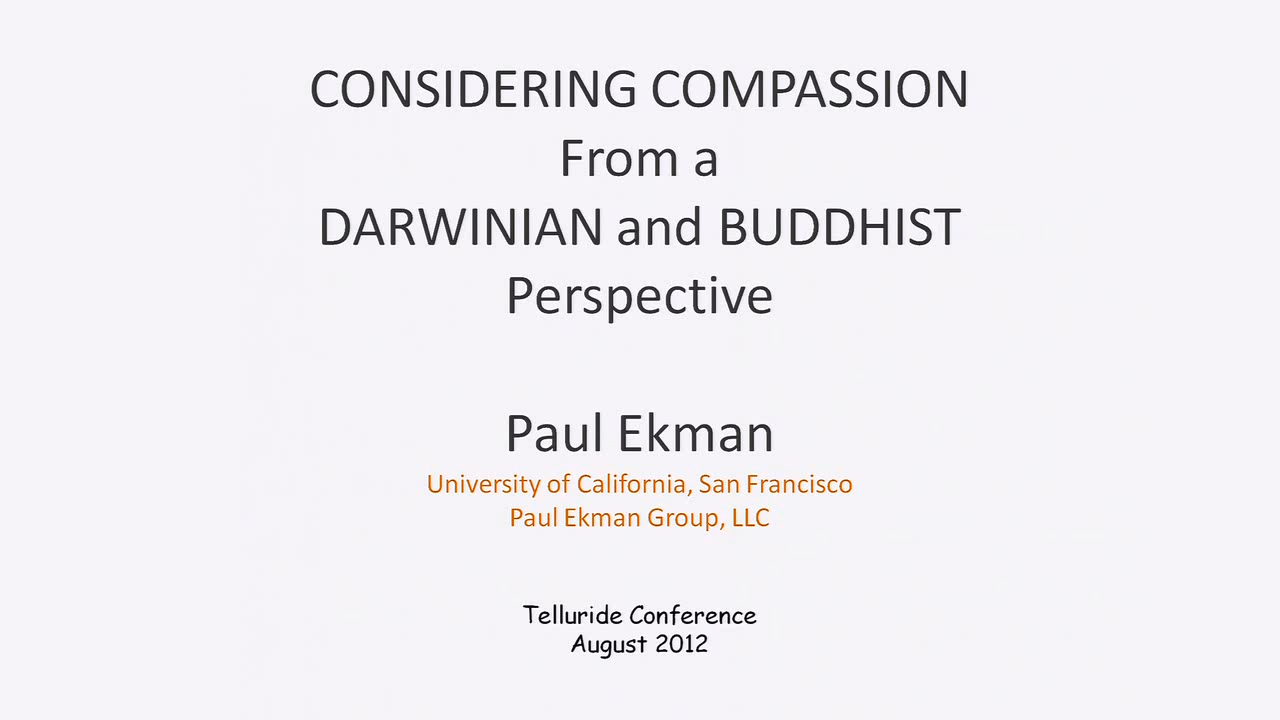 CONSIDERING COMPASSION
From a
DARWINIAN and BUDDHIST
Perspective
Paul Ekman
University of California, San Francisco
Paul Ekman Group, LLC
Telluride Conference
August 2012